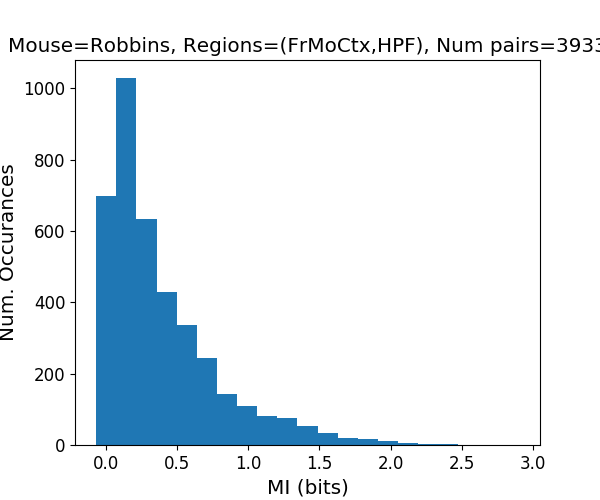 Mouse=Robbins, Regions=(FrMoCtx,HPF), Num pairs=3933
Num. Occurances
1000
800
600
400
200
0
0.0 0.5 1.0 1.5 2.0 2.5 3.0
MI (bits)